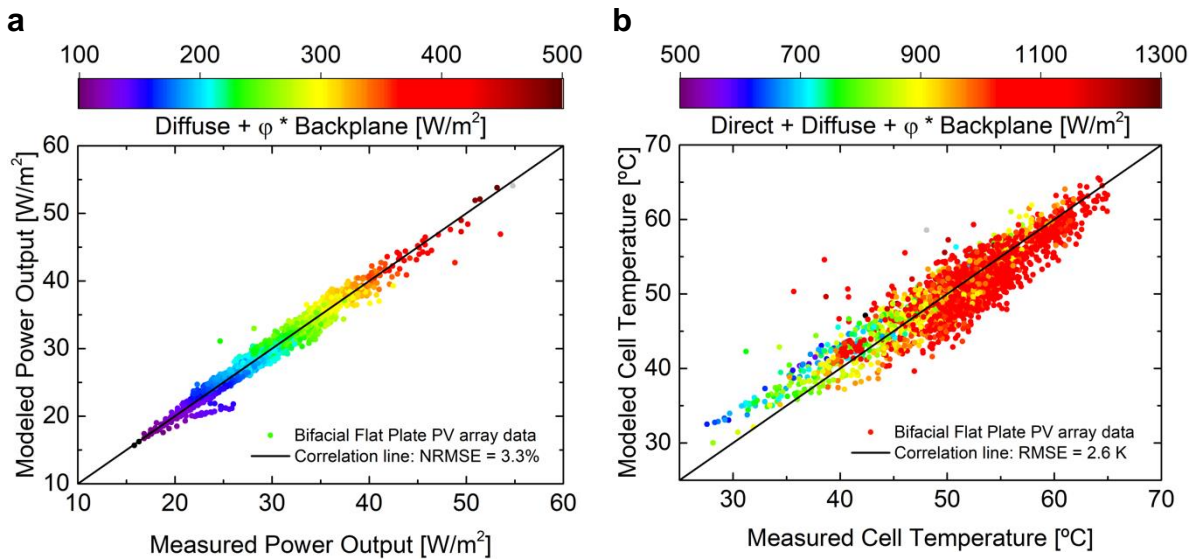 a
100 200 300 400 500
Diffuse + φ * Backplane [W/m²]
Modeled Power Output [W/m²]
60
50
40
30
20
10
Bifacial Flat Plate PV array data
Correlation line: NRMSE = 3.3%
10 20 30 40 50 60
Measured Power Output [W/m²]
b
500 700 900 1100 1300
Direct + Diffuse + φ * Backplane [W/m²]
Modeled Cell Temperature [ºC]
70
60
50
40
30
Bifacial Flat Plate PV array data
Correlation line: RMSE = 2.6 K
30 40 50 60 70
Measured Cell Temperature [ºC]